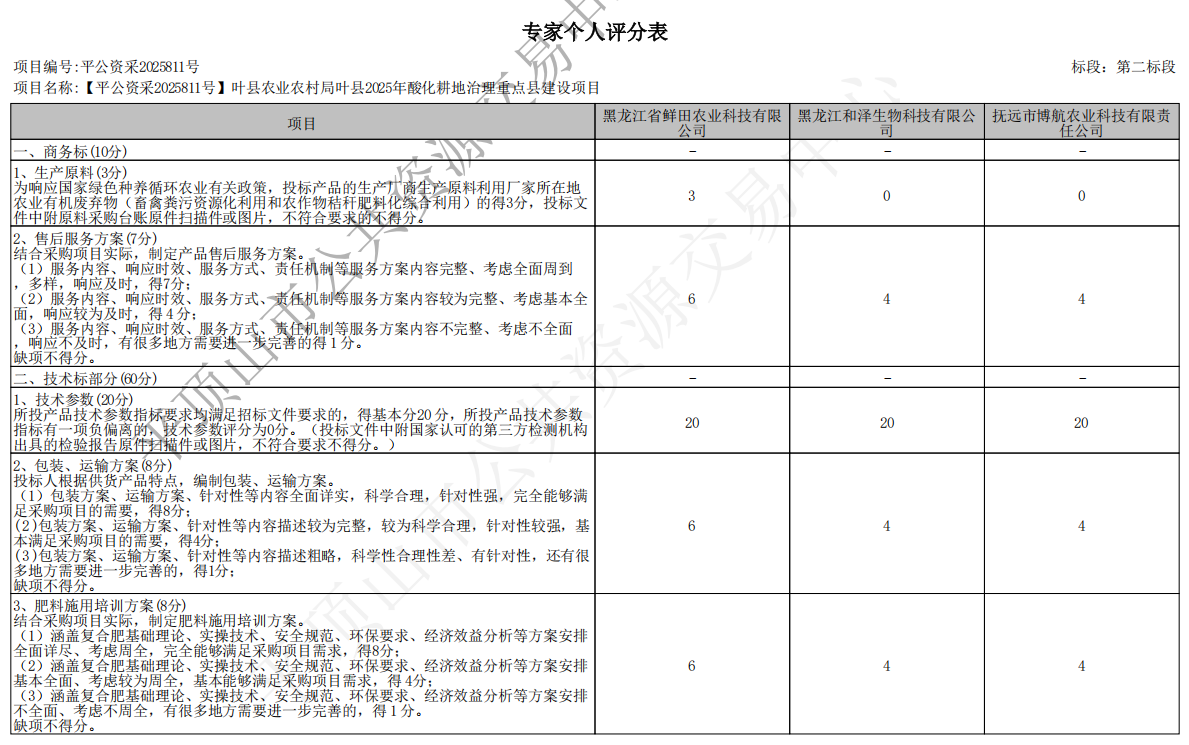 专家个人评分表
项目编号:平公资采2025811号
标段：第二标段
项目名称:【平公资采2025811号】叶县农业农村局叶县2025年酸化耕地治理重点县建设项目
项目
黑龙江省鲜田农业科技有限
公司
黑龙江和泽生物科技有限公
司
抚远市博航农业科技有限责
任公司
一、商务标(10分)
-
-
-
1、生产原料(3分)
为响应国家绿色种养循环农业有关政策，投标产品的生产厂商生产原料利用厂家所在地
农业有机废弃物（畜禽粪污资源化利用和农作物秸秆肥料化综合利用）的得3分，投标文
件中附原料采购台账原件扫描件或图片，不符合要求的不得分。
3
0
0
2、售后服务方案(7分)
结合采购项目实际，制定产品售后服务方案。
（1）服务内容、响应时效、服务方式、责任机制等服务方案内容完整、考虑全面周到
，多样，响应及时，得7分；
（2）服务内容、响应时效、服务方式、责任机制等服务方案内容较为完整、考虑基本全
面，响应较为及时，得 4 分；
（3）服务内容、响应时效、服务方式、责任机制等服务方案内容不完整、考虑不全面
，响应不及时，有很多地方需要进一步完善的得 1 分。
缺项不得分。
6
4
4
二、技术标部分(60分)
-
-
-
1、技术参数(20分)
所投产品技术参数指标要求均满足招标文件要求的，得基本分20 分，所投产品技术参数
指标有一项负偏离的，技术参数评分为0分。（投标文件中附国家认可的第三方检测机构
出具的检验报告原件扫描件或图片，不符合要求不得分。）
20
20
20
2、包装、运输方案(8分)
投标人根据供货产品特点，编制包装、运输方案。
（1）包装方案、运输方案、针对性等内容全面详实，科学合理，针对性强，完全能够满
足采购项目的需要，得8分；
(2)包装方案、运输方案、针对性等内容描述较为完整，较为科学合理，针对性较强，基
本满足采购项目的需要，得4分；
(3)包装方案、运输方案、针对性等内容描述粗略，科学性合理性差、有针对性，还有很
多地方需要进一步完善的，得1分；
缺项不得分。
6
4
4
3、肥料施用培训方案(8分)
结合采购项目实际，制定肥料施用培训方案。
（1）涵盖复合肥基础理论、实操技术、安全规范、环保要求、经济效益分析等方案安排
全面详尽、考虑周全，完全能够满足采购项目需求，得8分；
（2）涵盖复合肥基础理论、实操技术、安全规范、环保要求、经济效益分析等方案安排
基本全面、考虑较为周全，基本能够满足采购项目需求，得 4分；
（3）涵盖复合肥基础理论、实操技术、安全规范、环保要求、经济效益分析等方案安排
不全面、考虑不周全，有很多地方需要进一步完善的，得 1 分。
缺项不得分。
6
4
4
平顶山市公共资源交易中
平顶山市公共资源交易中心